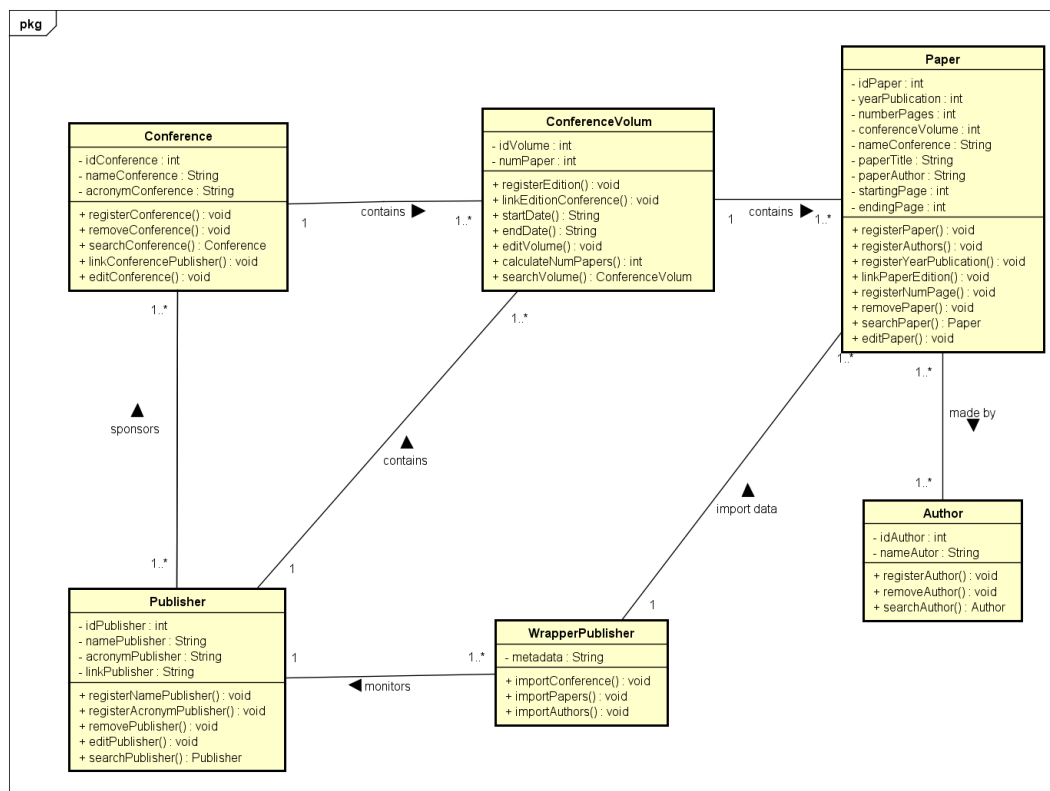 pkg
Conference
- idConference : int
- nameConference : String
- acronymConference : String
+ registerConference() : void
+ removeConference() : void
+ searchConference() : Conference
+ linkConferencePublisher() : void
+ editConference() : void
1
contains
1..*
ConferenceVolum
- idVolume : int
- numPaper : int
+ registerEdition() : void
+ linkEditionConference() : void
+ startDate() : String
+ endDate() : String
+ editVolume() : void
+ calculateNumPapers() : int
+ searchVolume() : ConferenceVolum
1
contains
1..*
Paper
- idPaper : int
- yearPublication : int
- numberPages : int
- conferenceVolume : int
- nameConference : String
- paperTitle : String
- paperAuthor : String
- startingPage : int
- endingPage : int
+ registerPaper() : void
+ registerAuthors() : void
+ registerYearPublication() : void
+ linkPaperEdition() : void
+ registerNumPage() : void
+ removePaper() : void
+ searchPaper() : Paper
+ editPaper() : void
1..*
sponsors
1..*
1..*
contains
1
1..*
import data
1
1..*
made by
1..*
Author
- idAuthor : int
- nameAutor : String
+ registerAuthor() : void
+ removeAuthor() : void
+ searchAuthor() : Author
Publisher
- idPublisher : int
- namePublisher : String
- acronymPublisher : String
- linkPublisher : String
+ registerNamePublisher() : void
+ registerAcronymPublisher() : void
+ removePublisher() : void
+ editPublisher() : void
+ searchPublisher() : Publisher
1
monitors
1..*
WrapperPublisher
- metadata : String
+ importConference() : void
+ importPapers() : void
+ importAuthors() : void